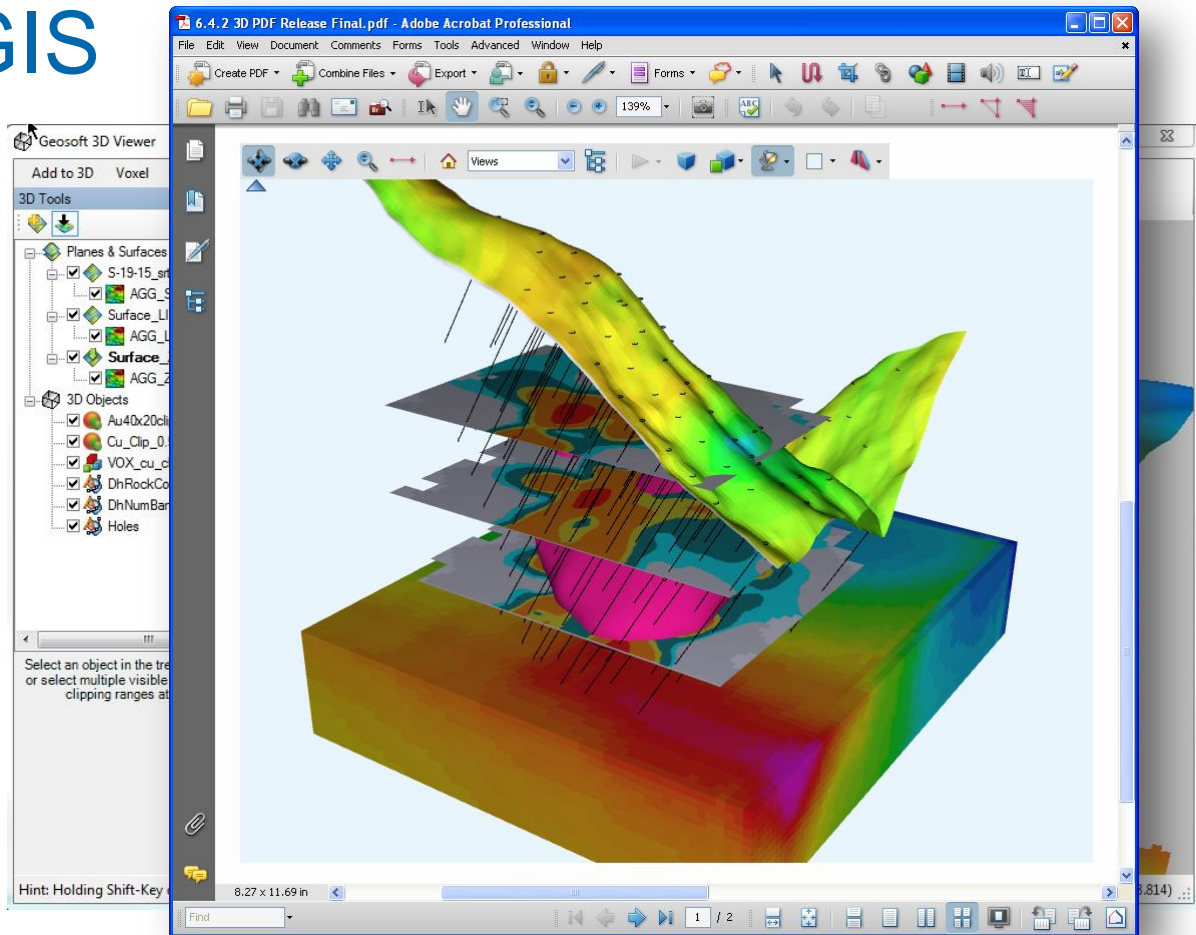 GIS
6.4.2 3D PDF Release Final.pdf - Adobe Acrobat Professional
File Edit View Document Comments Forms Tools Advanced Window Help
Create PDF Combine Files Export Forms
139%
ABC
Geosoft 3D Viewer
Add to 3D Voxel
Views
3D Tools
Planes & Surfaces
S-19-15_srt
AGG_S
Surface_LI
AGG_L
Surface_
AGG_Z
3D Objects
Au40x20cli
Cu_Clip_0.
VOX_cu_c
DhRockCo
DhNumBar
Holes
Select an object in the tre
or select multiple visible
clipping ranges at
Hint: Holding Shift-Key
8.27 x 11.69 in
.814)
Find
1 / 2